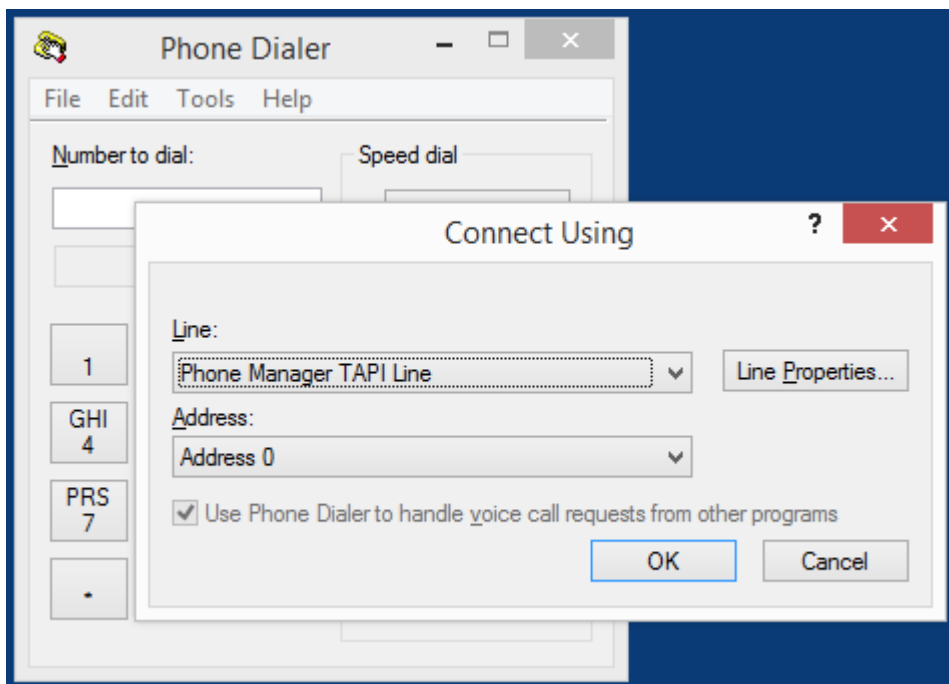 Phone Dialer
File Edit Tools Help
Number to dial:
Speed dial
Connect Using
?
Line:
Phone Manager TAPI Line
Line Properties...
Address:
Address 0
Use Phone Dialer to handle voice call requests from other programs
OK
Cancel
1
GHI
4
PRS
7
*